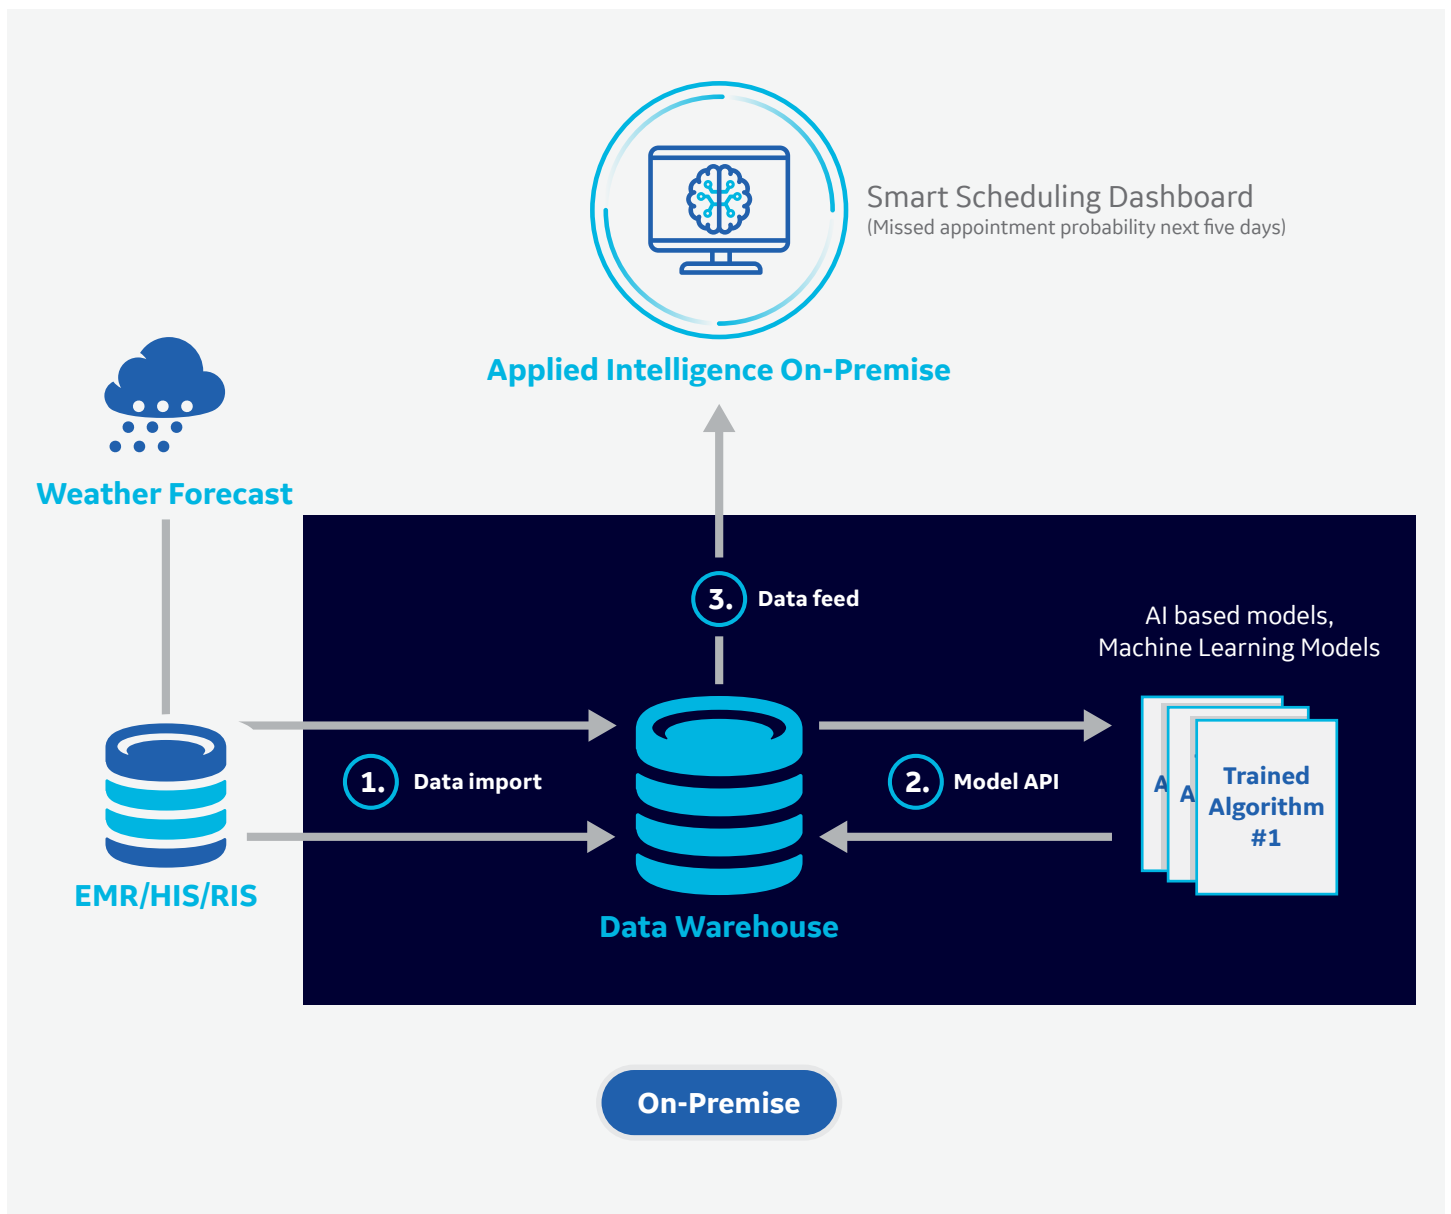 Smart Scheduling Dashboard
(Missed appointment probability next five days)
Applied Intelligence On-Premise
Weather Forecast
3.
Data feed
AI based models,
Machine Learning Models
1.
Data import
2.
Model API
A
A
Trained
Algorithm
#1
EMR/HIS/RIS
Data Warehouse
On-Premise